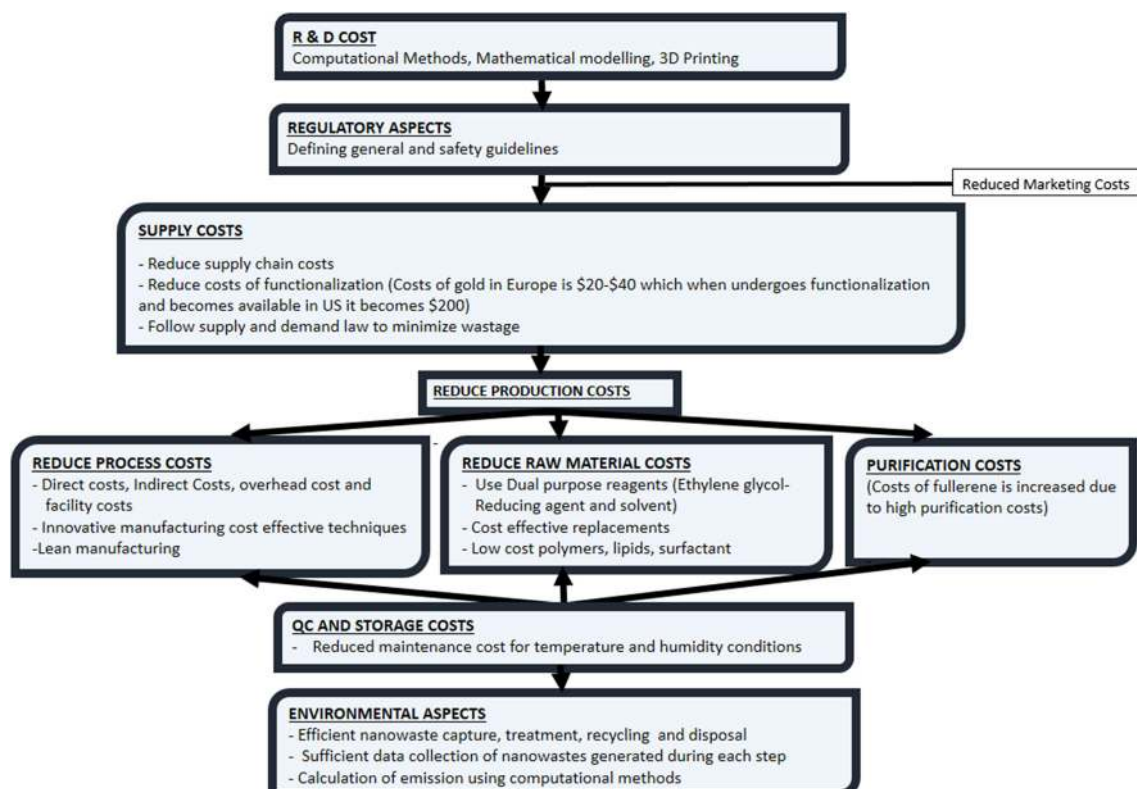 R & D COST
Computational Methods, Mathematical modelling, 3D Printing
REGULATORY ASPECTS
Defining general and safety guidelines
Reduced Marketing Costs
SUPPLY COSTS
- Reduce supply chain costs
- Reduce costs of functionalization (Costs of gold in Europe is $20-$40 which when undergoes functionalization
and becomes available in US it becomes $200)
- Follow supply and demand law to minimize wastage
REDUCE PRODUCTION COSTS
REDUCE PROCESS COSTS
- Direct costs, Indirect Costs, overhead cost and
facility costs
- Innovative manufacturing cost effective techniques
-Lean manufacturing
-
REDUCE RAW MATERIAL COSTS
- Use Dual purpose reagents (Ethylene glycol-
Reducing agent and solvent)
- Cost effective replacements
- Low cost polymers, lipids, surfactant
PURIFICATION COSTS
(Costs of fullerene is increased due
to high purification costs)
QC AND STORAGE COSTS
- Reduced maintenance cost for temperature and humidity conditions
ENVIRONMENTAL ASPECTS
- Efficient nanowaste capture, treatment, recycling and disposal
- Sufficient data collection of nanowastes generated during each step
- Calculation of emission using computational methods